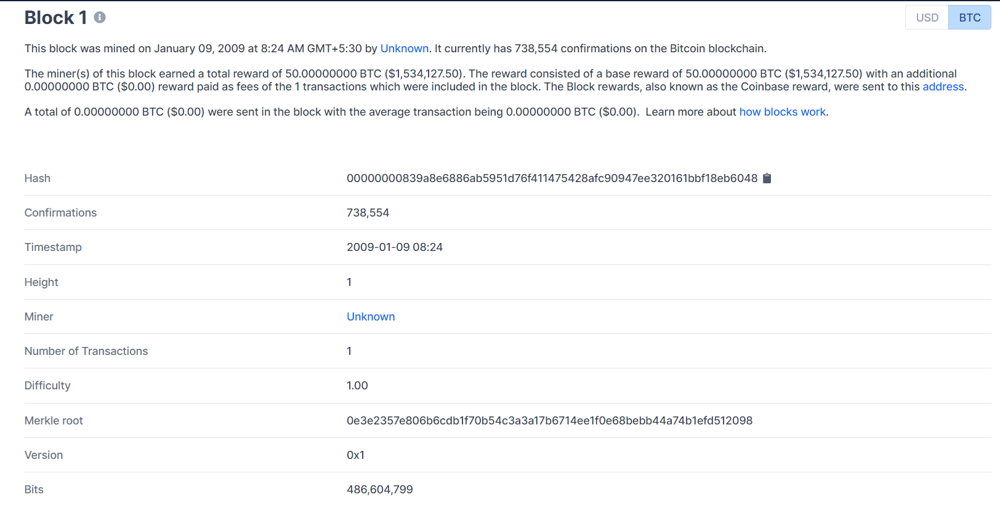 Block 1
USD BTC
This block was mined on January 09, 2009 at 8:24 AM GMT+5:30 by Unknown. It currently has 738,554 confirmations on the Bitcoin blockchain.
The miner(s) of this block earned a total reward of 50.00000000 BTC ($1,534,127.50). The reward consisted of a base reward of 50.00000000 BTC ($1,534,127.50) with an additional
0.00000000 BTC ($0.00) reward paid as fees of the 1 transactions which were included in the block. The Block rewards, also known as the Coinbase reward, were sent to this address.
A total of 0.00000000 BTC ($0.00) were sent in the block with the average transaction being 0.00000000 BTC ($0.00). Learn more about how blocks work.
Hash 00000000839a8e6886ab5951d76f411475428afc90947ee320161bbf18eb6048
Confirmations 738,554
Timestamp 2009-01-09 08:24
Height 1
Miner Unknown
Number of Transactions 1
Difficulty 1.00
Merkle root 0e3e2357e806b6cdb1f70b54c3a3a17b6714ee1f0e68bebb44a74b1efd512098
Version 0x1
Bits 486,604,799